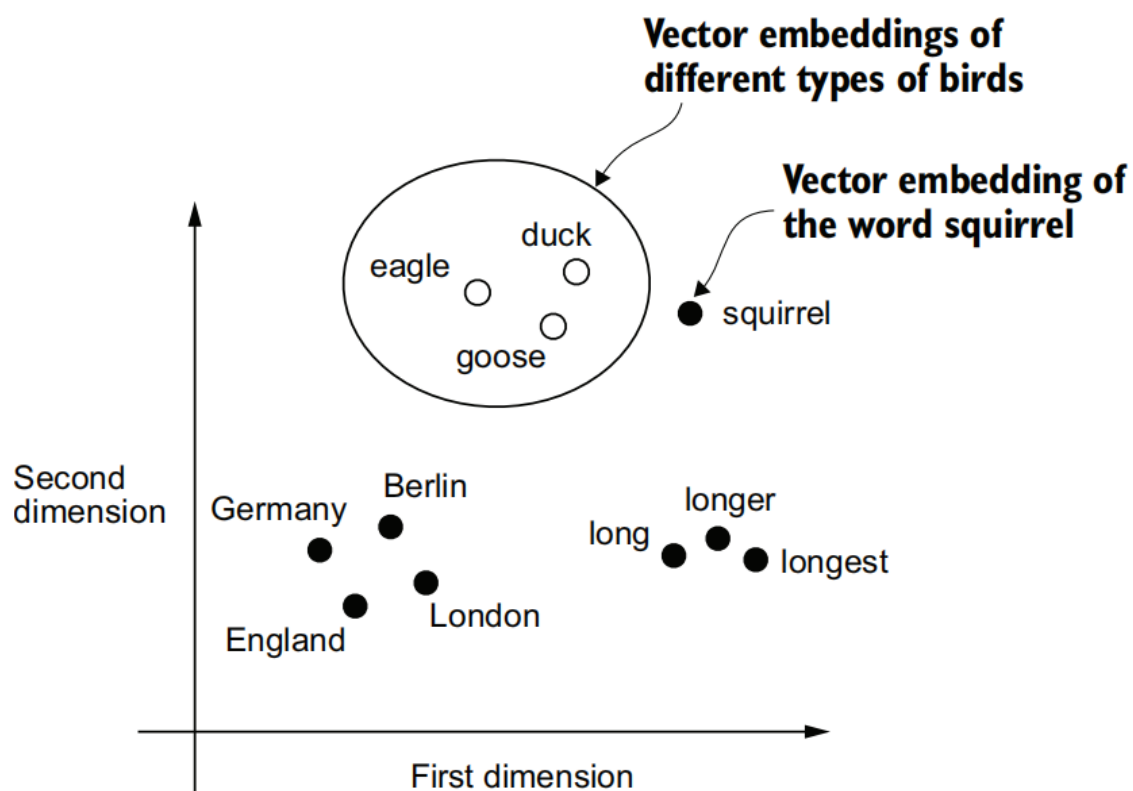 Vector embeddings of
different types of birds
Vector embedding of
the word squirrel
duck
eagle
goose
squirrel
Second
dimension
Berlin
Germany
England
London
longer
long
longest
First dimension